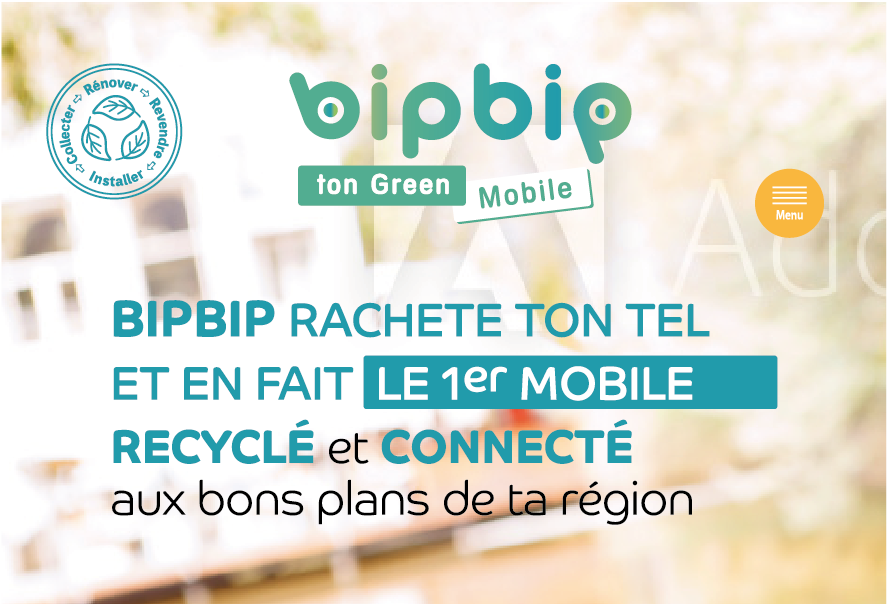 Collecter ⇨ Rénover ⇨ Revendre ⇨ Installer ⇨
bipbip
ton Green Mobile
Menu
BIPBIP RACHETE TON TEL
ET EN FAIT LE 1er MOBILE
RECYCLÉ et CONNECTÉ
aux bons plans de ta région